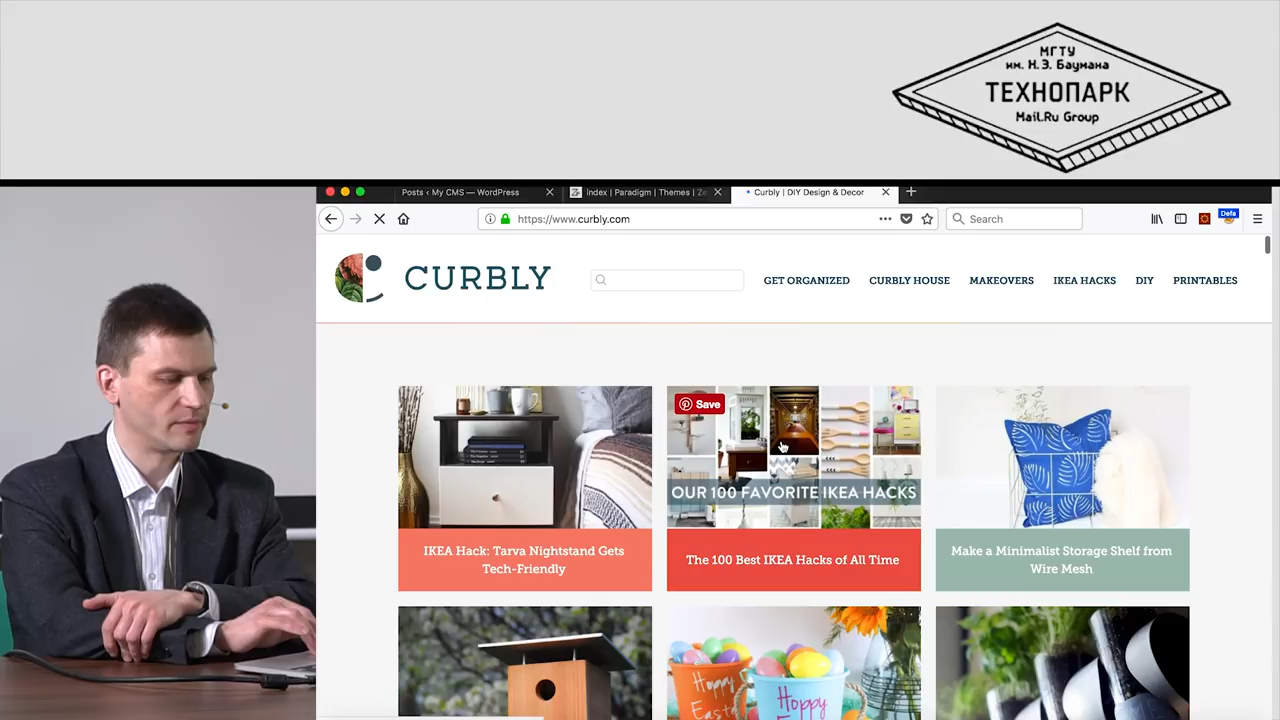 МГТУ
им. Н.Э. Баумана
ТЕХНОПАРК
Mail.Ru Group
Posts ‹ My CMS — WordPress
Index | Paradigm | Themes | Ze
Curbly | DIY Design & Decor
https://www.curbly.com
Search
Defa
CURBLY
GET ORGANIZED
CURBLY HOUSE
MAKEOVERS
IKEA HACKS
DIY
PRINTABLES
Save
OUR 100 FAVORITE IKEA HACKS
IKEA Hack: Tarva Nightstand Gets
Tech-Friendly
The 100 Best IKEA Hacks of All Time
Make a Minimalist Storage Shelf from
Wire Mesh
Hoppy
Easte
Hoppy